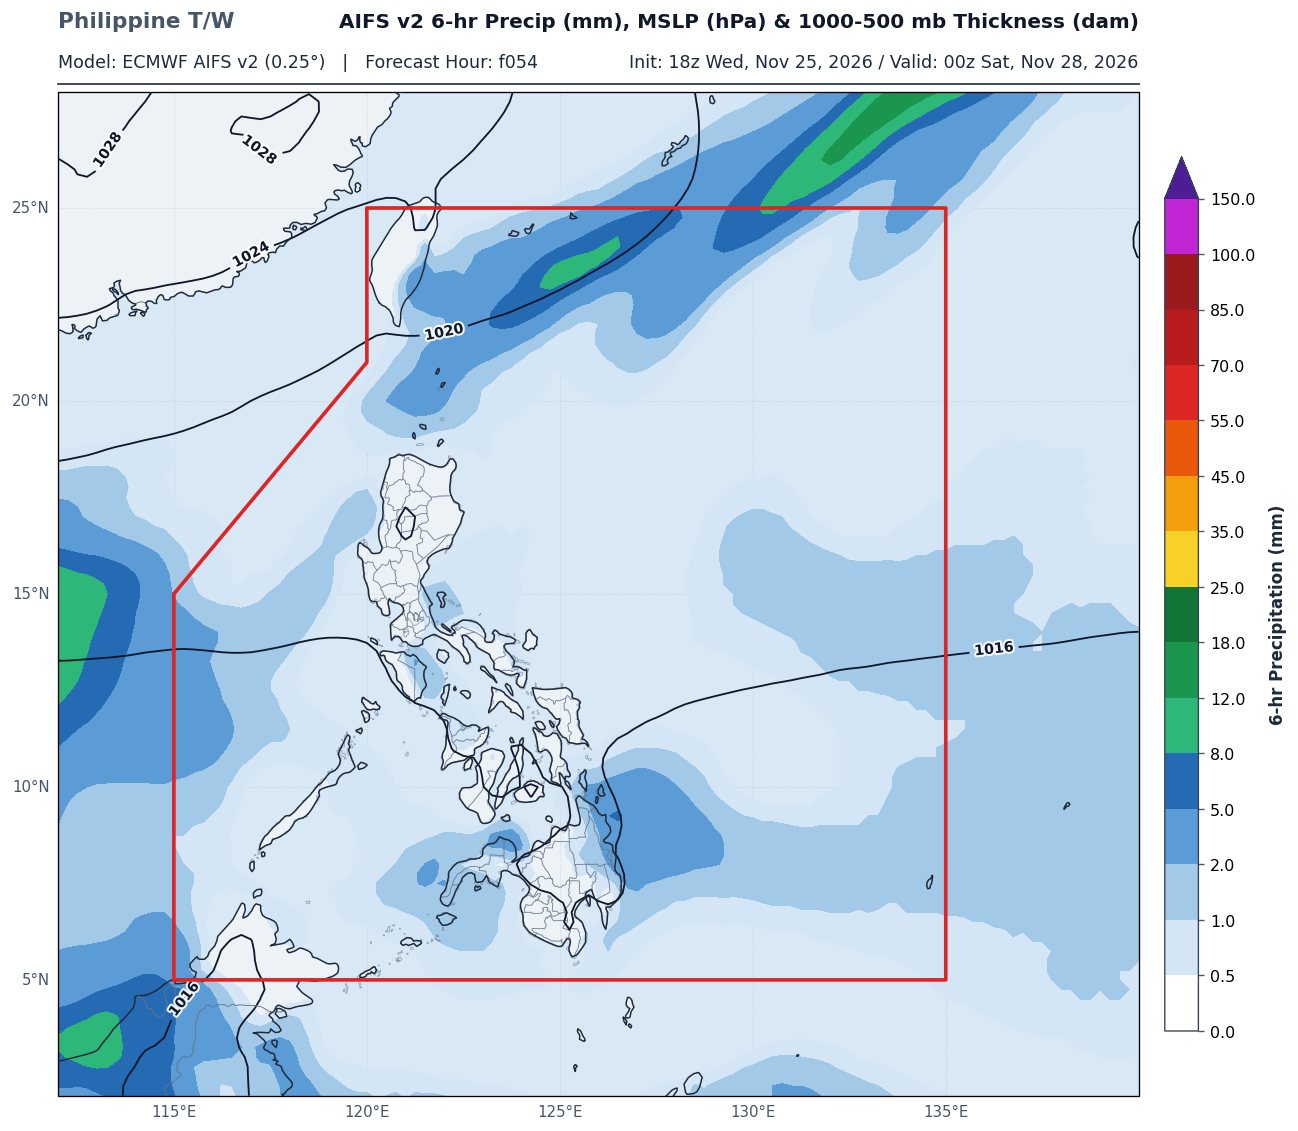 Philippine T/W
AIFS v2 6-hr Precip (mm), MSLP (hPa) & 1000-500 mb Thickness (dam)
Model: ECMWF AIFS v2 (0.25°)   |   Forecast Hour: f054
Init: 18z Wed, Nov 25, 2026 / Valid: 00z Sat, Nov 28, 2026
1028
1028
1024
1020
1016
1016
25°N
20°N
15°N
10°N
5°N
115°E
120°E
125°E
130°E
135°E
150.0
100.0
85.0
70.0
55.0
45.0
35.0
25.0
18.0
12.0
8.0
5.0
2.0
1.0
0.5
0.0
6-hr Precipitation (mm)